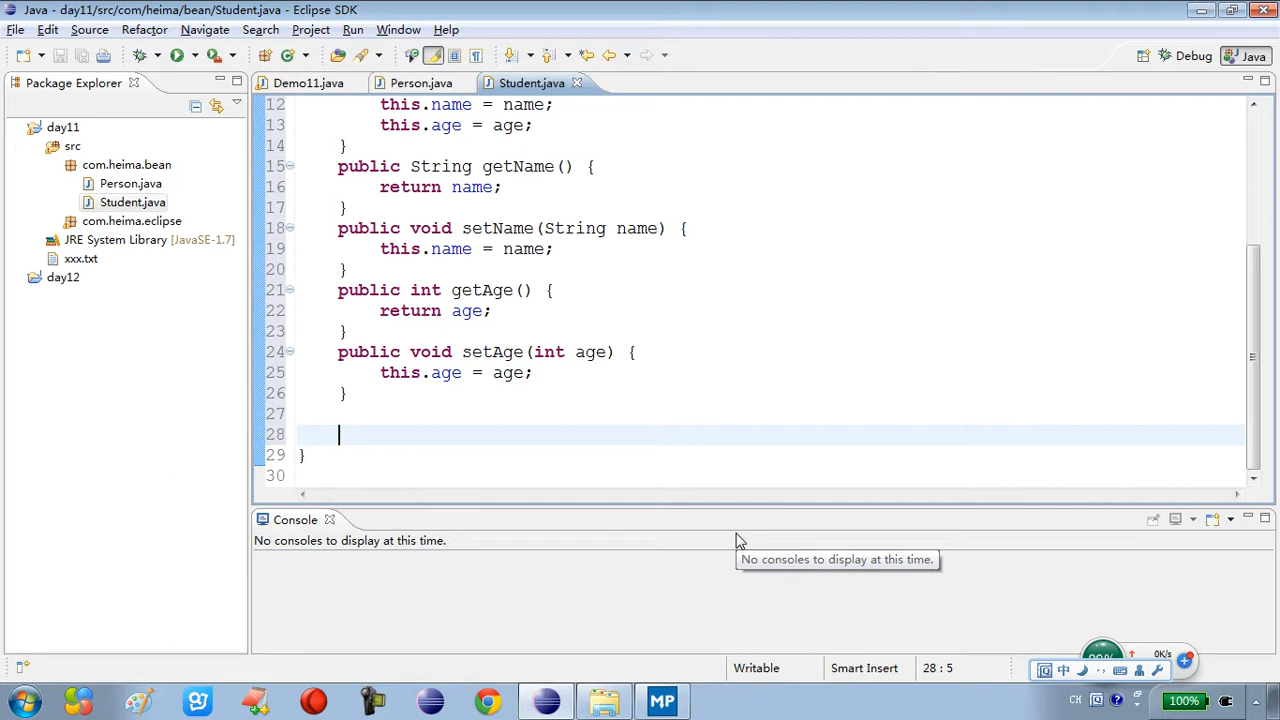 Java - day11/src/com/heima/bean/Student.java - Eclipse SDK
File Edit Source Refactor Navigate Search Project Run Window Help
Debug Java
Package Explorer
Demo11.java Person.java Student.java
day11
src
com.heima.bean
Person.java
Student.java
com.heima.eclipse
JRE System Library [JavaSE-1.7]
xxx.txt
day12
12 this.name = name;
13 this.age = age;
14 }
15 public String getName() {
16 return name;
17 }
18 public void setName(String name) {
19 this.name = name;
20 }
21 public int getAge() {
22 return age;
23 }
24 public void setAge(int age) {
25 this.age = age;
26 }
27
28
29 }
30
Console
No consoles to display at this time.
No consoles to display at this time.
Writable Smart Insert 28 : 5
0K/s
中
CH 100%
MP